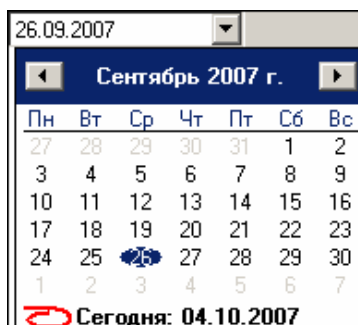 26.09.2007
Сентябрь 2007 г.
Пн Вт Ср Чт Пт Сб Вс
27 28 29 30 31 1 2
3 4 5 6 7 8 9
10 11 12 13 14 15 16
17 18 19 20 21 22 23
24 25 26 27 28 29 30
1 2 3 4 5 6 7
Сегодня: 04.10.2007